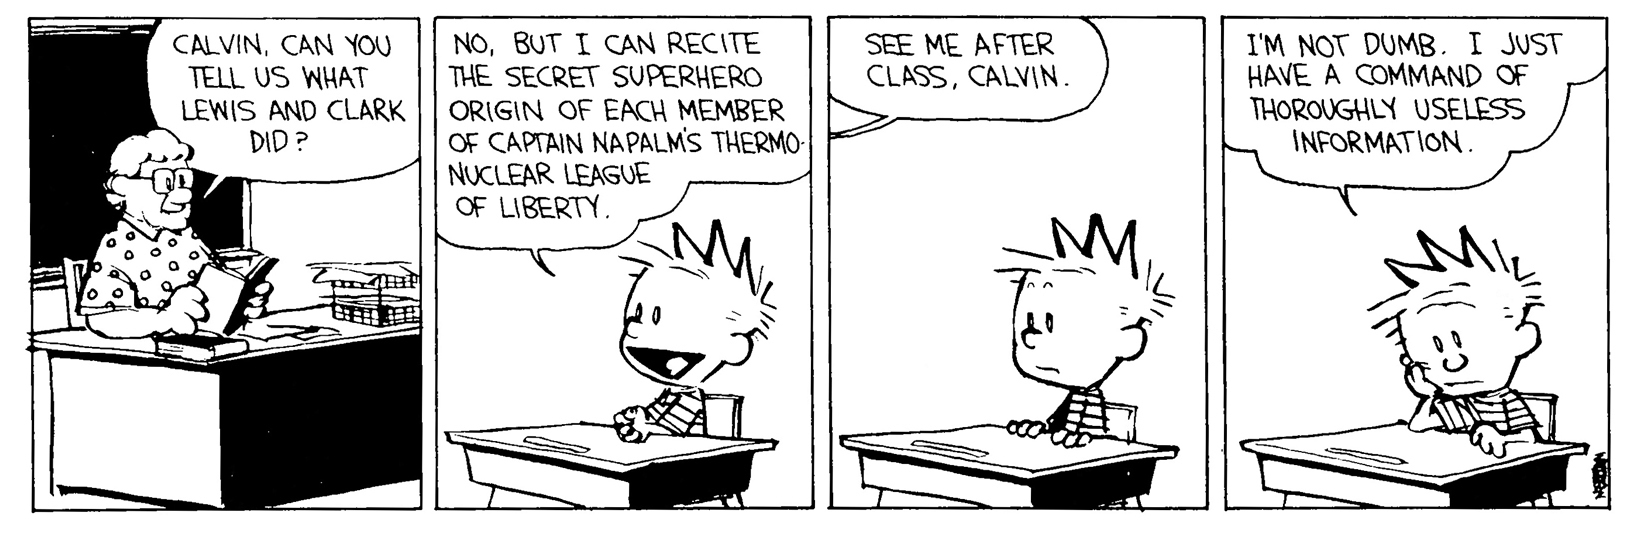 CALVIN, CAN YOU
TELL US WHAT
LEWIS AND CLARK
DID?
NO, BUT I CAN RECITE
THE SECRET SUPERHERO
ORIGIN OF EACH MEMBER
OF CAPTAIN NAPALM'S THERMO-
NUCLEAR LEAGUE
OF LIBERTY.
SEE ME AFTER
CLASS, CALVIN.
I'M NOT DUMB. I JUST
HAVE A COMMAND OF
THOROUGHLY USELESS
INFORMATION.